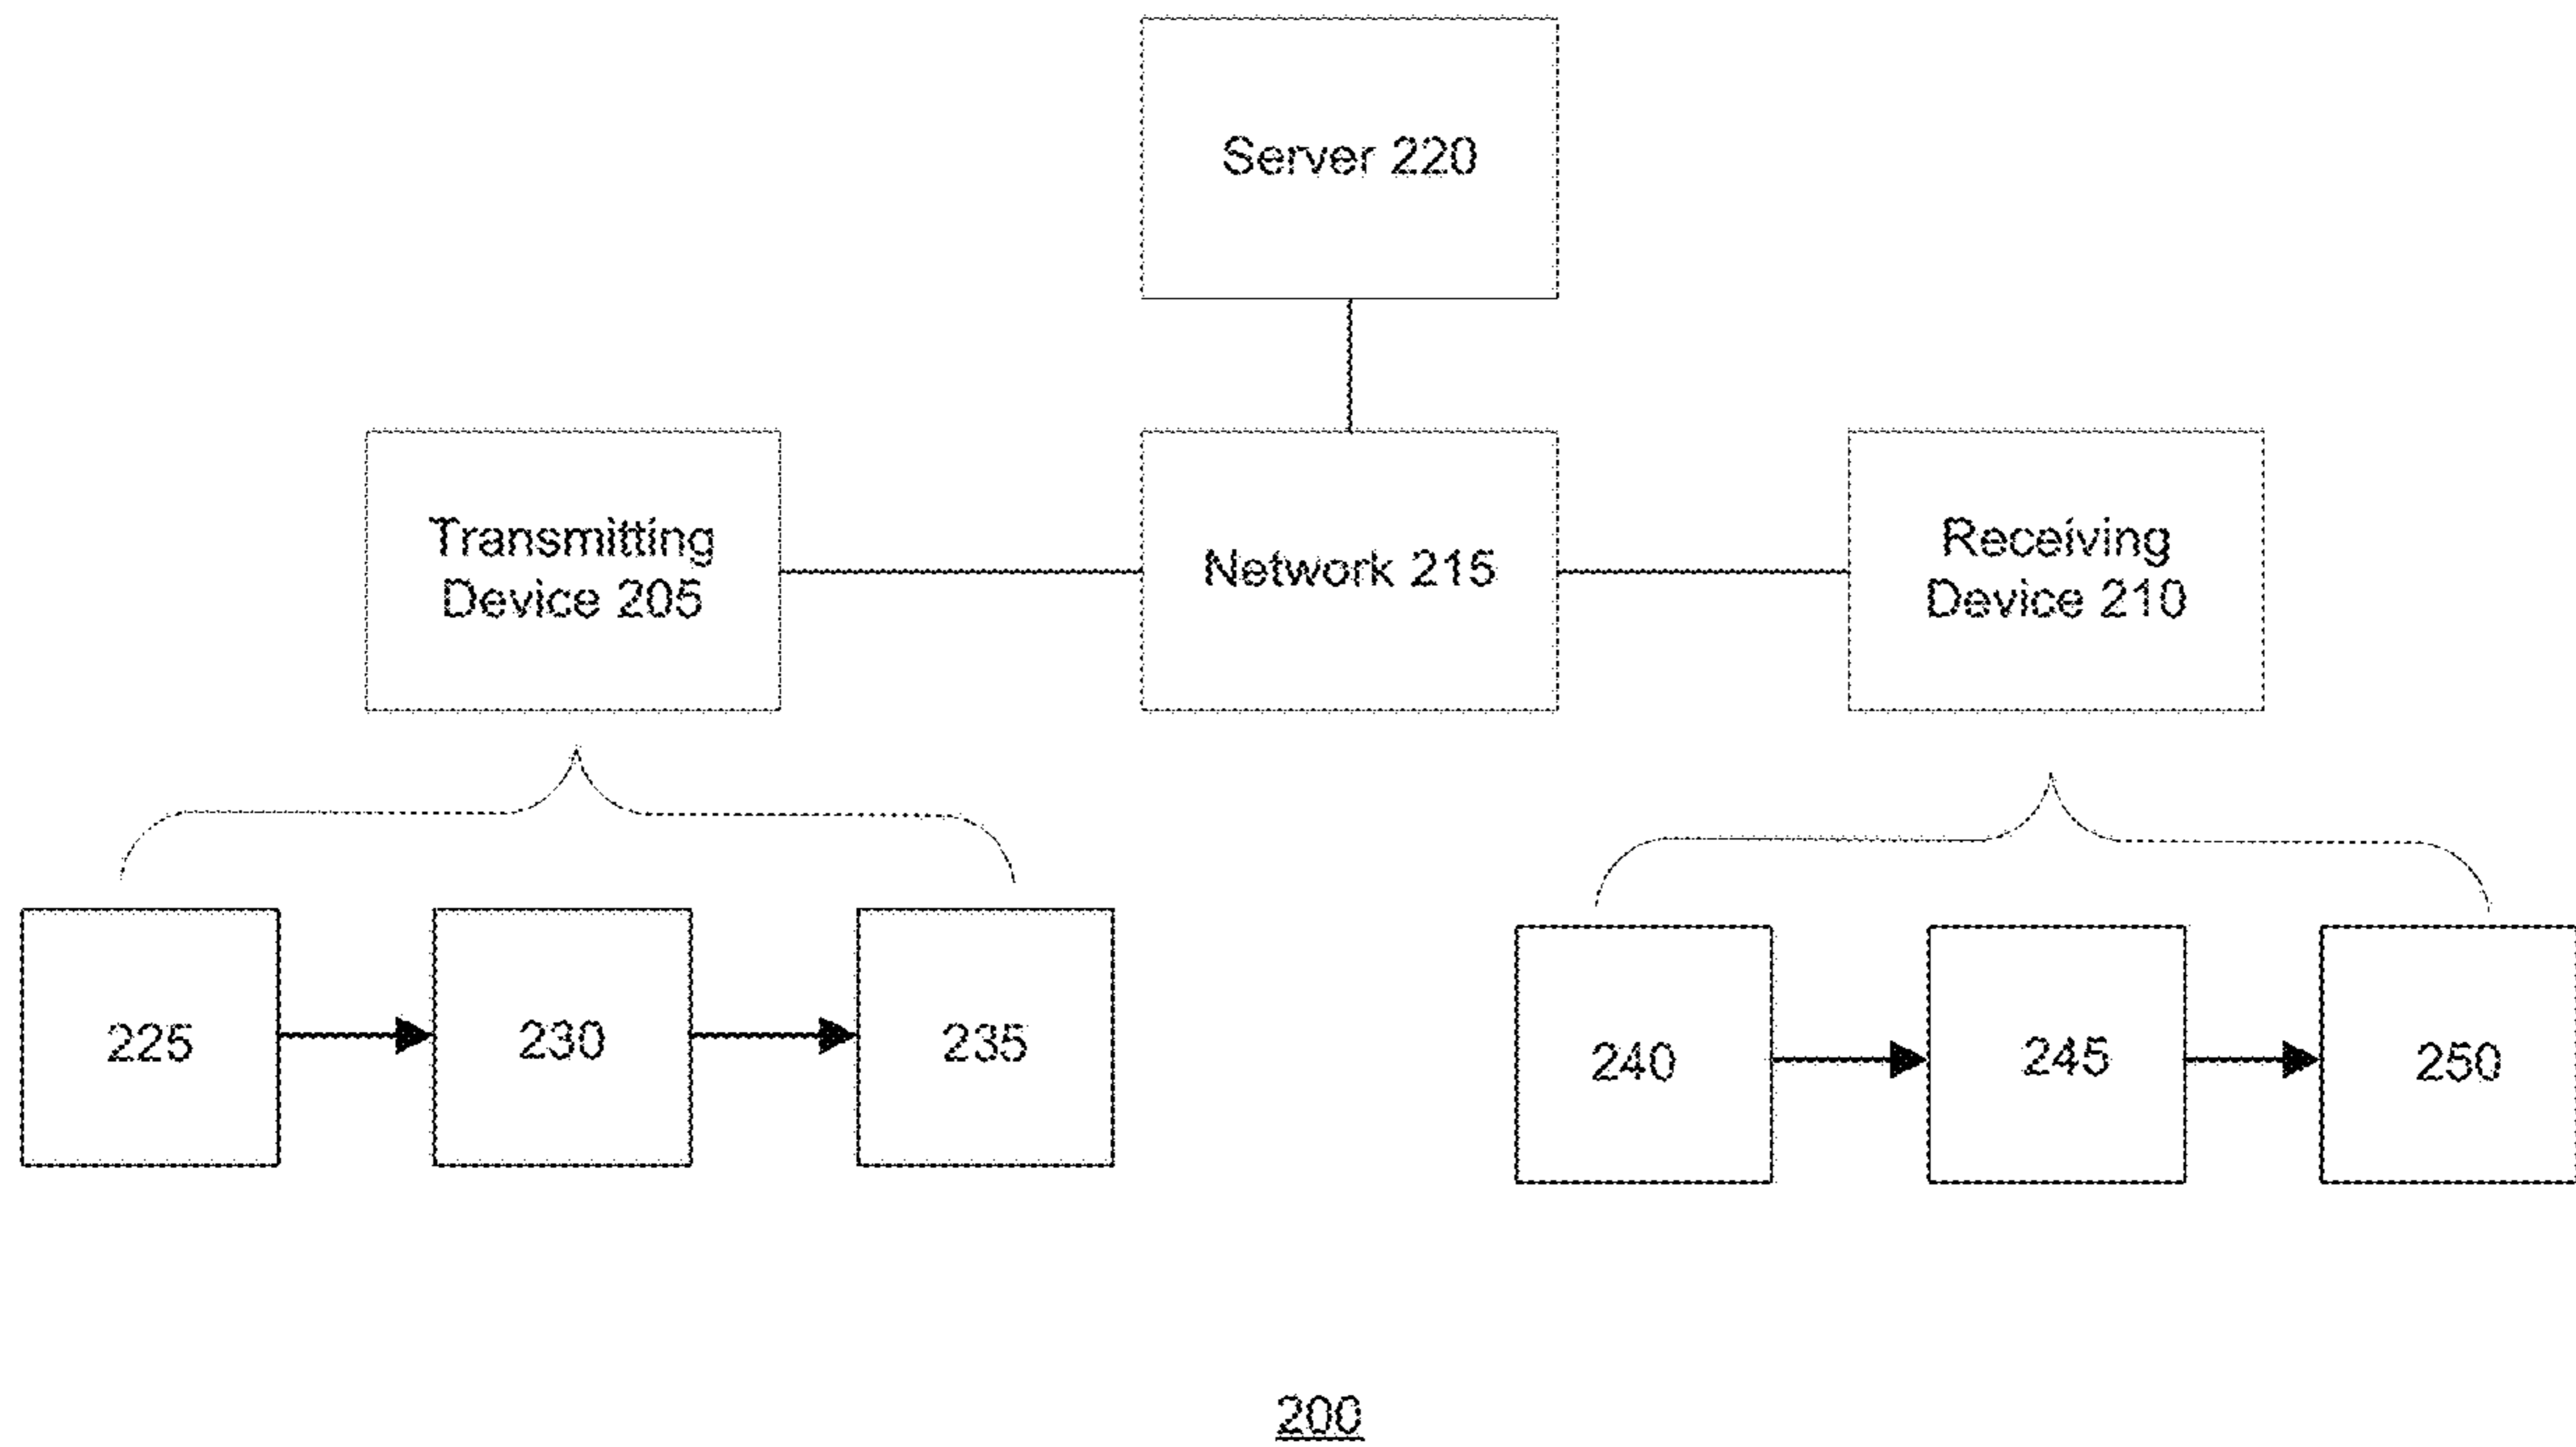 Server 220
Transmitting
Device 205
Network 215
Receiving
Device 210
225
230
235
240
245
250
200